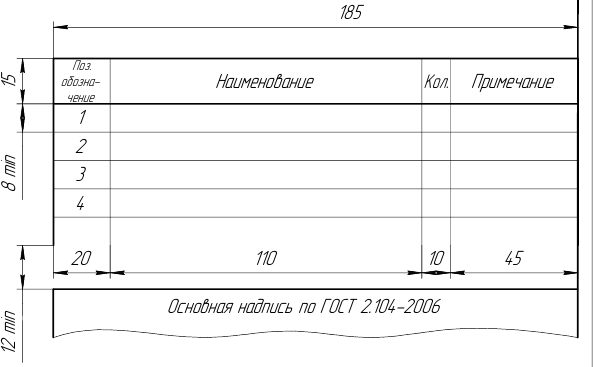 185
15
Поз.
обозна-
чение
Наименование
Кол.
Примечание
8 min
1
2
3
4
20
110
10
45
12 min
Основная надпись по ГОСТ 2.104-2006